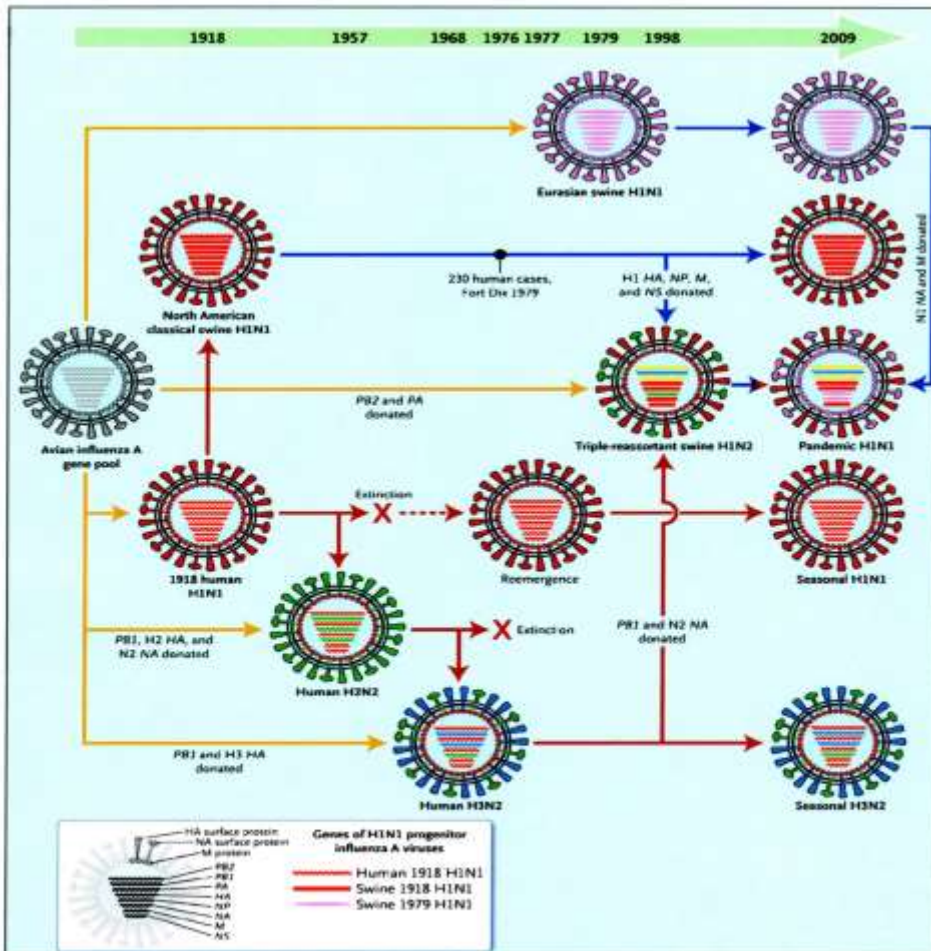 1918 1957 1968 1976 1977 1979 1998 2009
Eurasian swine H1N1
N1 NA and M donated
230 human cases,
Fort Dix 1979
H1 HA, NP, M,
and NS donated
North American
classical swine H1N1
PB2 and PA
donated
Avian influenza A
gene pool
Triple-reassortant swine H1N2
Pandemic H1N1
Extinction
X
1918 human
H1N1
Reemergence
Seasonal H1N1
PB1, H2 HA, and
N2 NA donated
X Extinction
PB1 and N2 NA
donated
Human H2N2
PB1 and H3 HA
donated
Human H3N2
Seasonal H3N2
HA surface protein
NA surface protein
M protein
PB2
PB1
PA
HA
NP
NA
M
NS
Genes of H1N1 progenitor
influenza A viruses
Human 1918 H1N1
Swine 1918 H1N1
Swine 1979 H1N1